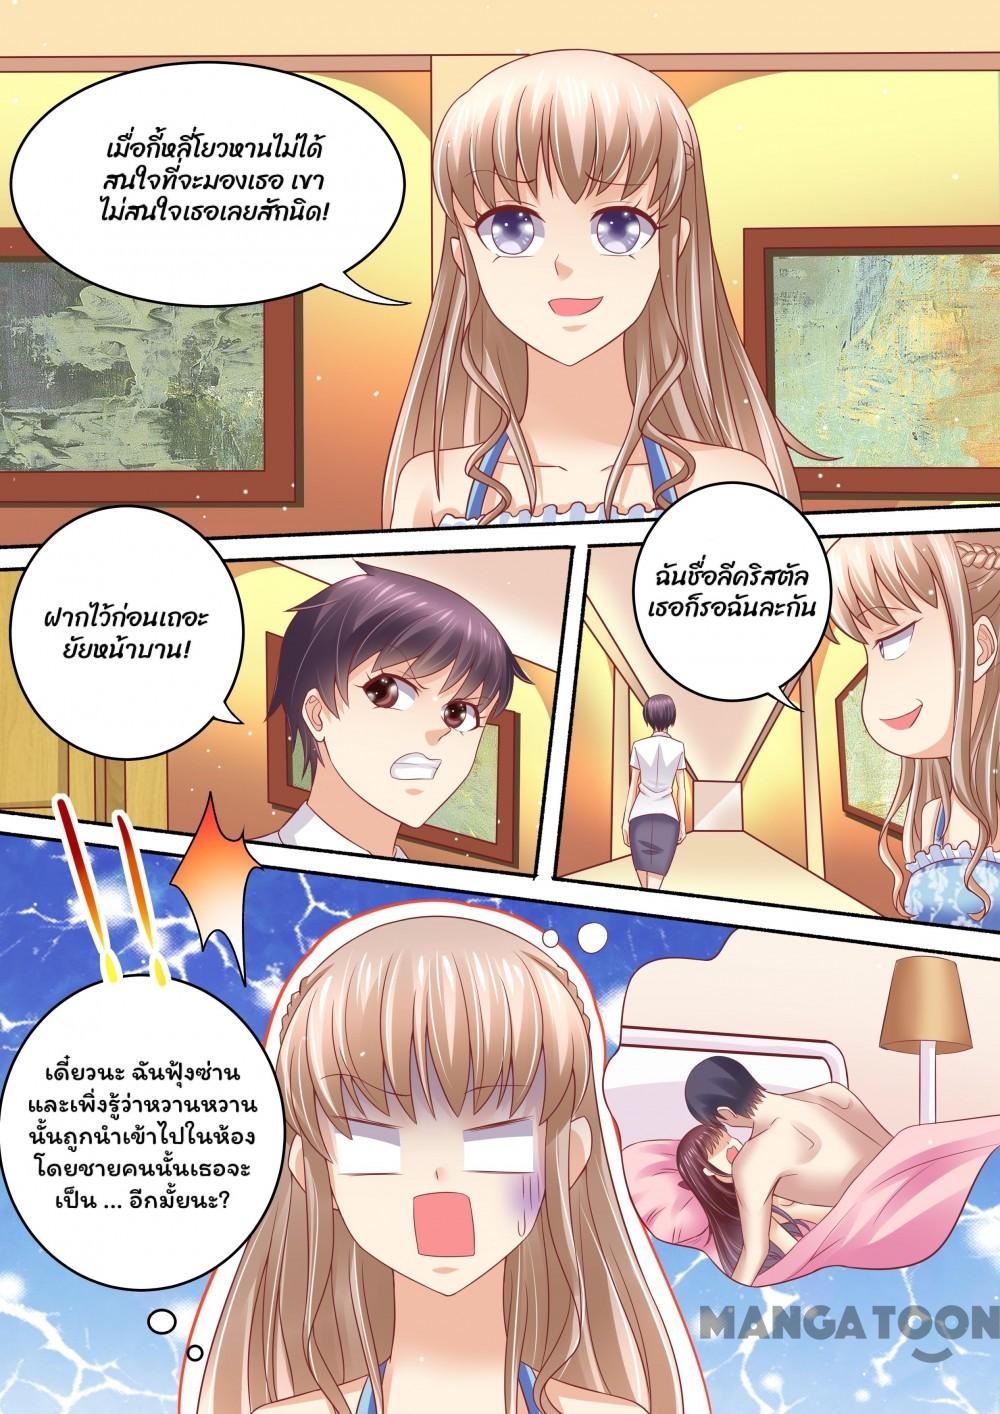 เมื่อกี้หลี่โยวหานไม่ได้
สนใจที่จะมองเธอ เขา
ไม่สนใจเธอเลยสักนิด!
ฝากไว้ก่อนเถอะ
ยัยหน้าบาน!
ฉันชื่อลีคริสตัล
เธอก็รอฉันละกัน
เดี๋ยวนะ ฉันฟุ้งซ่าน
และเพิ่งรู้ว่าหวานหวาน
นั้นถูกนำเข้าไปในห้อง
โดยชายคนนั้นเธอจะ
เป็น ... อีกมั้ยนะ?
MANGATOON